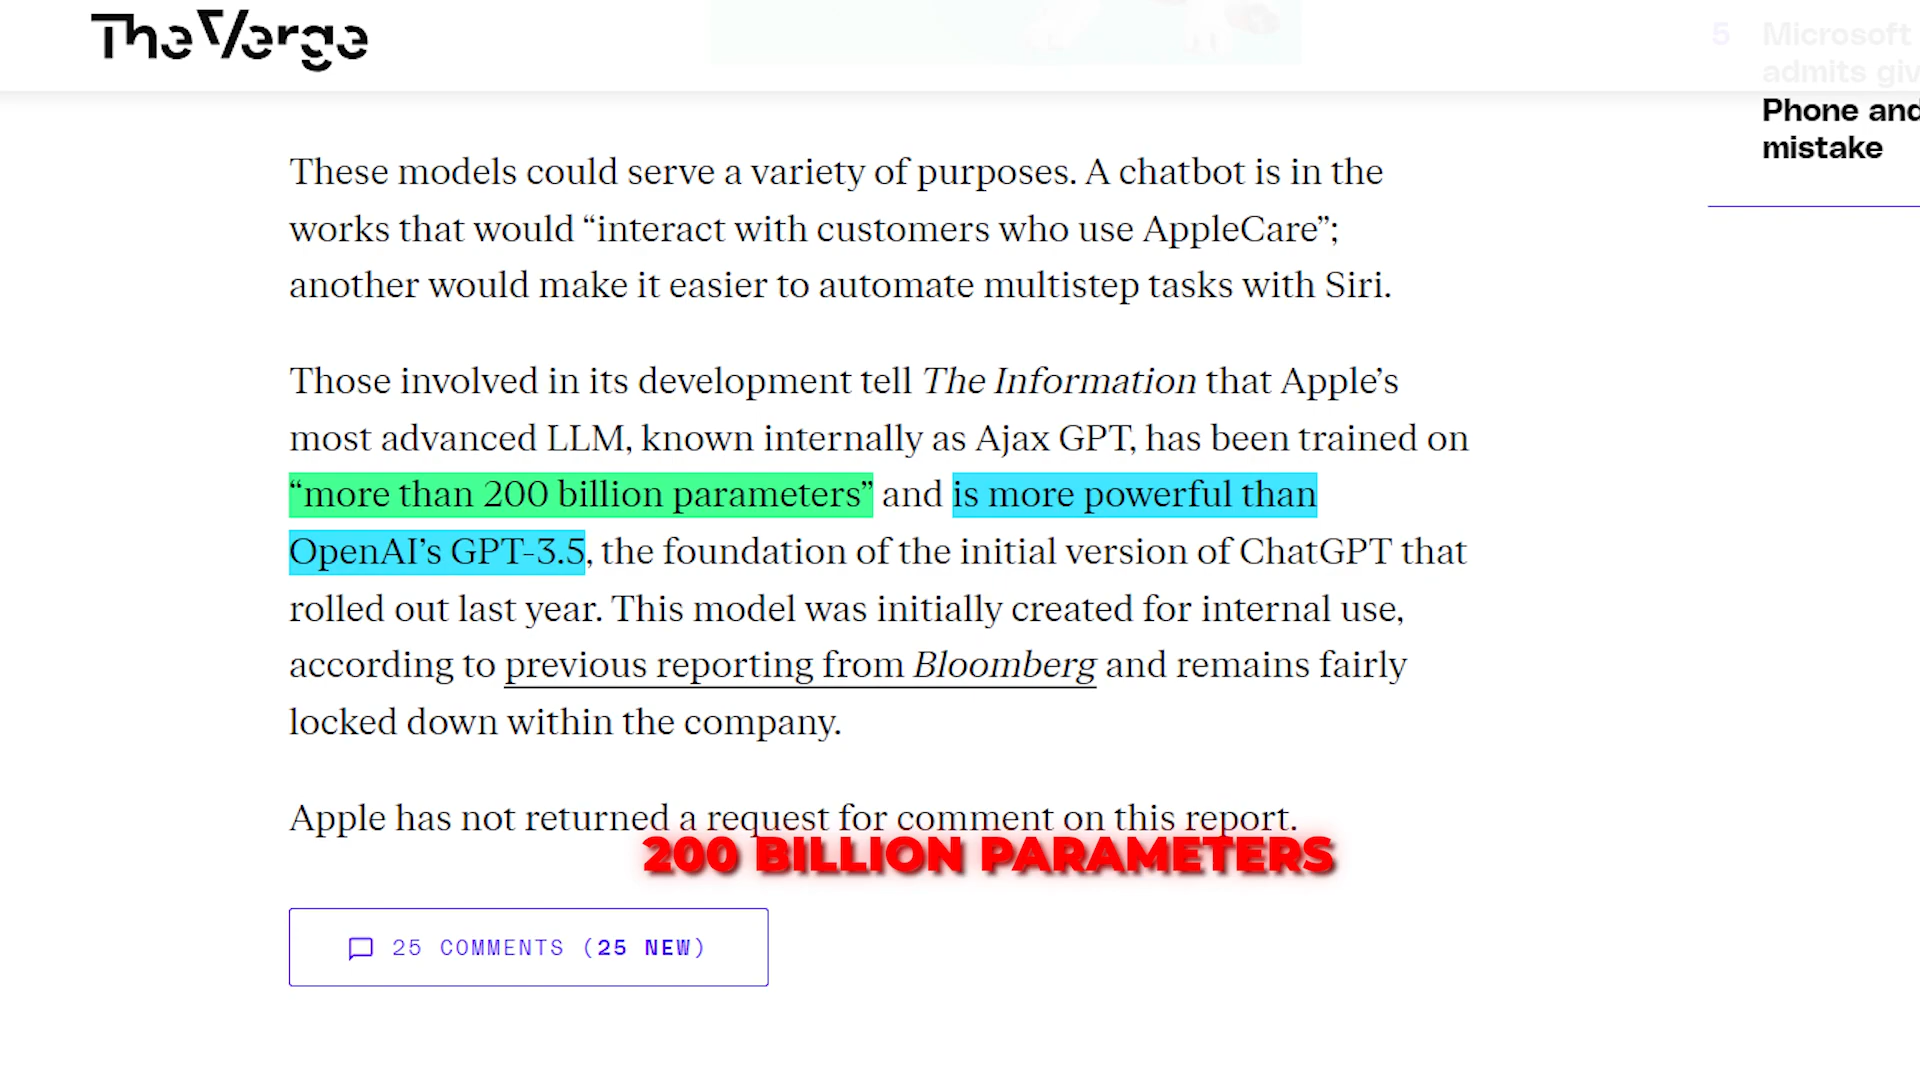 The Verge
5 Microsoft
admits giv
Phone and
mistake
These models could serve a variety of purposes. A chatbot is in the
works that would “interact with customers who use AppleCare”;
another would make it easier to automate multistep tasks with Siri.
Those involved in its development tell The Information that Apple’s
most advanced LLM, known internally as Ajax GPT, has been trained on
“more than 200 billion parameters” and is more powerful than
OpenAI’s GPT-3.5, the foundation of the initial version of ChatGPT that
rolled out last year. This model was initially created for internal use,
according to previous reporting from Bloomberg and remains fairly
locked down within the company.
Apple has not returned a request for comment on this report.
200 BILLION PARAMETERS
25 COMMENTS (25 NEW)